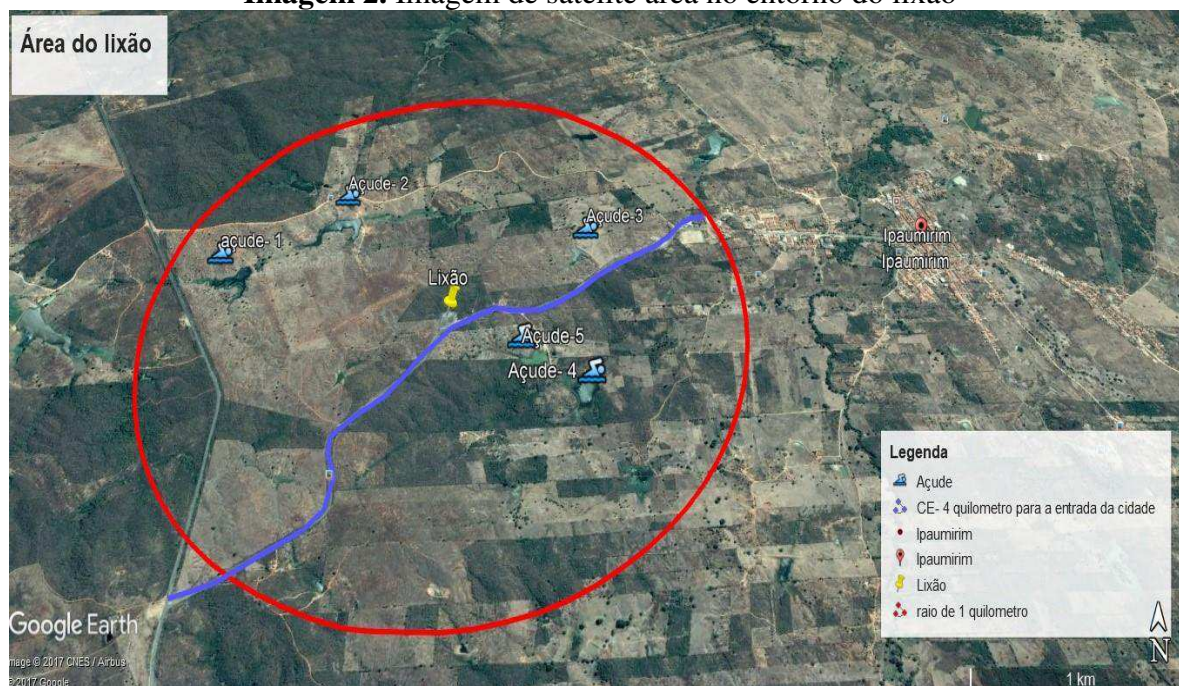 Imagem 2. Imagem de satélite área no entorno do lixão
Área do lixão
Açude- 2
açude- 1
Açude-3
Ipaumirim
Ipaumirim
Lixão
Açude-5
Açude- 4
Legenda
Açude
CE- 4 quilometro para a entrada da cidade
Ipaumirim
Ipaumirim
Lixão
raio de 1 quilometro
Google Earth
mage © 2017 CNES / Airbus
© 2017 Google
N
1 km